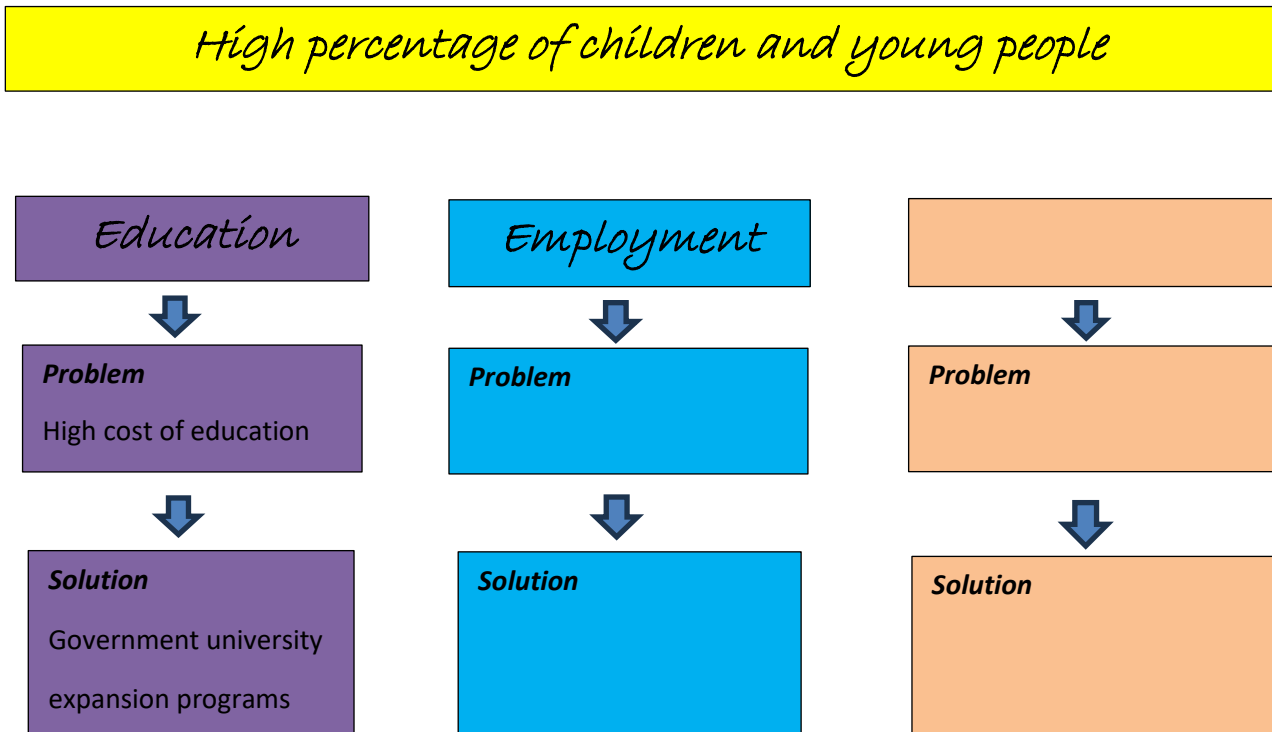 High percentage of children and young people
Education
Employment
Problem
High cost of education
Problem
Problem
Solution
Government university
expansion programs
Solution
Solution